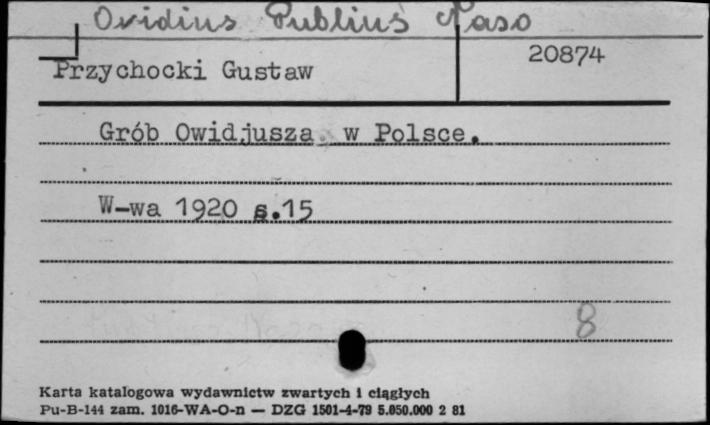 Ovidius Publius Naso
Przychocki Gustaw
20874
Grób Owidjusza w Polsce.
W-wa 1920 s.15
8
Karta katalogowa wydawnictw zwartych i ciągłych
Pu-B-144 zam. 1016-WA-O-n — DZG 1501-4-79 5.050.000 2 81